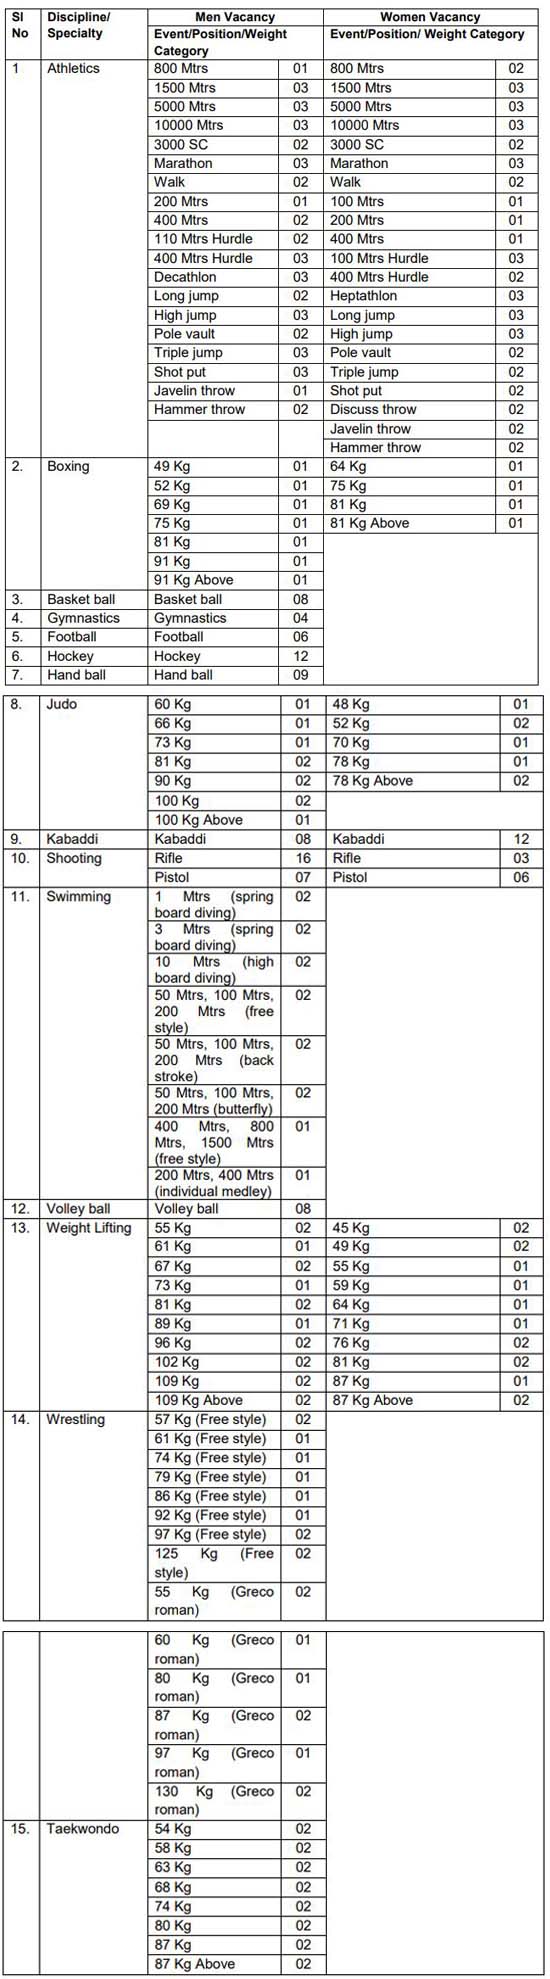 Sl No Discipline/ Specialty Men Vacancy Women Vacancy
Event/Position/Weight Category Event/Position/ Weight Category
1 Athletics 800 Mtrs 01 800 Mtrs 02
1500 Mtrs 03 1500 Mtrs 03
5000 Mtrs 03 5000 Mtrs 03
10000 Mtrs 03 10000 Mtrs 03
3000 SC 02 3000 SC 02
Marathon 03 Marathon 03
Walk 02 Walk 02
200 Mtrs 01 100 Mtrs 01
400 Mtrs 02 200 Mtrs 01
110 Mtrs Hurdle 02 400 Mtrs 01
400 Mtrs Hurdle 03 100 Mtrs Hurdle 03
Decathlon 03 400 Mtrs Hurdle 02
Long jump 02 Heptathlon 03
High jump 03 Long jump 03
Pole vault 02 High jump 03
Triple jump 03 Pole vault 02
Shot put 03 Triple jump 02
Javelin throw 01 Shot put 02
Hammer throw 02 Discuss throw 02
Javelin throw 02
Hammer throw 02
2. Boxing 49 Kg 01 64 Kg 01
52 Kg 01 75 Kg 01
69 Kg 01 81 Kg 01
75 Kg 01 81 Kg Above 01
81 Kg 01
91 Kg 01
91 Kg Above 01
3. Basket ball Basket ball 08
4. Gymnastics Gymnastics 04
5. Football Football 06
6. Hockey Hockey 12
7. Hand ball Hand ball 09
8. Judo 60 Kg 01 48 Kg 01
66 Kg 01 52 Kg 02
73 Kg 01 70 Kg 01
81 Kg 02 78 Kg 01
90 Kg 02 78 Kg Above 02
100 Kg 02
100 Kg Above 01
9. Kabaddi Kabaddi 08 Kabaddi 12
10. Shooting Rifle 16 Rifle 03
Pistol 07 Pistol 06
11. Swimming 1 Mtrs (spring 02
board diving)
3 Mtrs (spring 02
board diving)
10 Mtrs (high 02
board diving)
50 Mtrs, 100 Mtrs, 02
200 Mtrs (free
style)
50 Mtrs, 100 Mtrs, 02
200 Mtrs (back
stroke)
50 Mtrs, 100 Mtrs, 02
200 Mtrs (butterfly)
400 Mtrs, 800 01
Mtrs, 1500 Mtrs
(free style)
200 Mtrs, 400 Mtrs 01
(individual medley)
12. Volley ball Volley ball 08
13. Weight Lifting 55 Kg 02 45 Kg 02
61 Kg 01 49 Kg 02
67 Kg 02 55 Kg 01
73 Kg 01 59 Kg 01
81 Kg 02 64 Kg 01
89 Kg 01 71 Kg 01
96 Kg 02 76 Kg 02
102 Kg 02 81 Kg 02
109 Kg 02 87 Kg 01
109 Kg Above 02 87 Kg Above 02
14. Wrestling 57 Kg (Free style) 02
61 Kg (Free style) 01
74 Kg (Free style) 01
79 Kg (Free style) 01
86 Kg (Free style) 01
92 Kg (Free style) 01
97 Kg (Free style) 02
125 Kg (Free 02
style)
55 Kg (Greco 02
roman)
60 Kg (Greco 01
roman)
80 Kg (Greco 01
roman)
87 Kg (Greco 02
roman)
97 Kg (Greco 01
roman)
130 Kg (Greco 02
roman)
15. Taekwondo 54 Kg 02
58 Kg 02
63 Kg 02
68 Kg 02
74 Kg 02
80 Kg 02
87 Kg 02
87 Kg Above 02